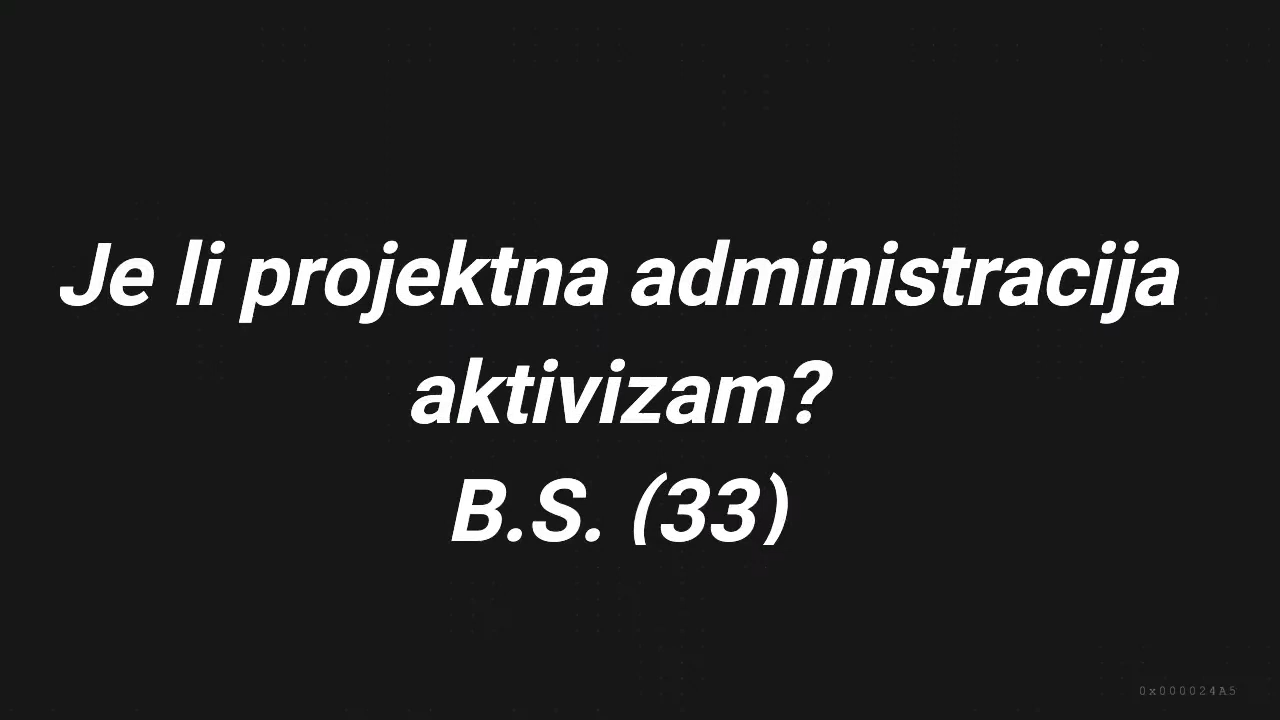 Je li projektna administracija
aktivizam?
B.S. (33)
0x000024A5